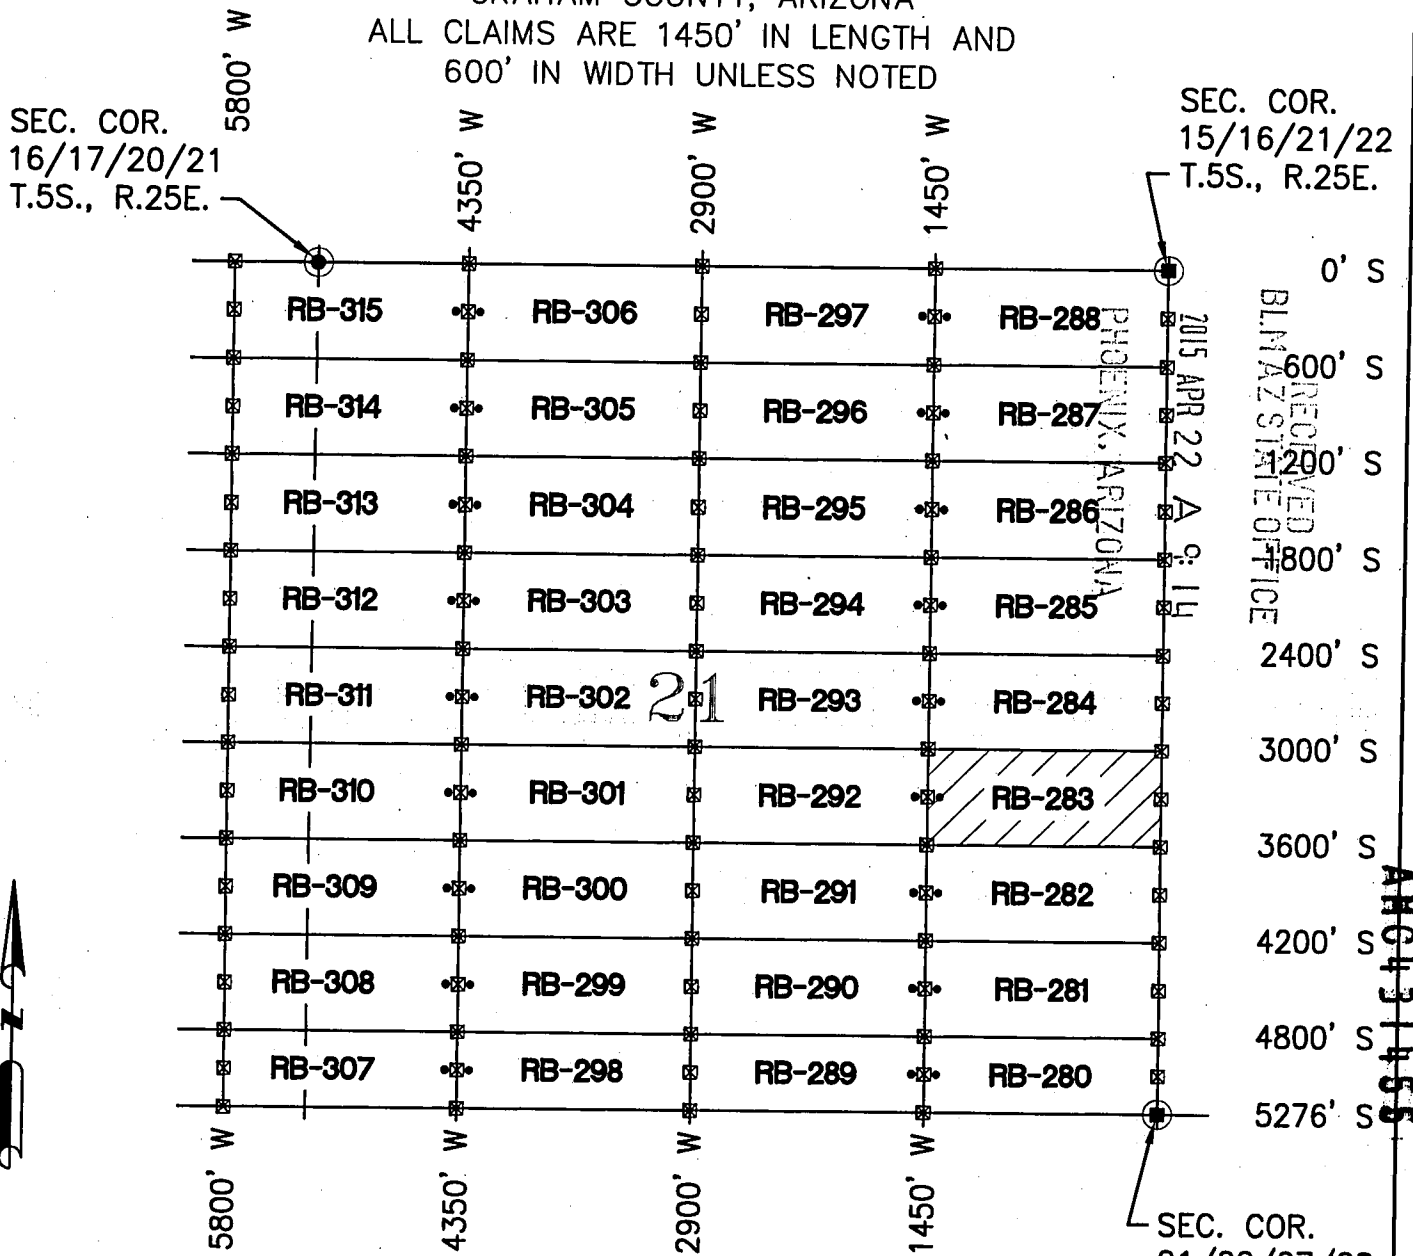 GRAHAM COUNTY, ARIZONA
ALL CLAIMS ARE 1450' IN LENGTH AND
600' IN WIDTH UNLESS NOTED
SEC. COR.
16/17/20/21
T.5S., R.25E.
SEC. COR.
15/16/21/22
T.5S., R.25E.
5800' W
4350' W
2900' W
1450' W
0' S
RB-315
RB-306
RB-297
RB-288
600' S
RB-314
RB-305
RB-296
RB-287
1200' S
RB-313
RB-304
RB-295
RB-286
1800' S
RB-312
RB-303
RB-294
RB-285
2400' S
RB-311
RB-302
21
RB-293
RB-284
3000' S
RB-310
RB-301
RB-292
RB-283
3600' S
RB-309
RB-300
RB-291
RB-282
4200' S
RB-308
RB-299
RB-290
RB-281
4800' S
RB-307
RB-298
RB-289
RB-280
5276' S
5800' W
4350' W
2900' W
1450' W
SEC. COR.
RECEIVED
BLM AZ STATE OFFICE
2015 APR 22 A 9: 14
PHOENIX, ARIZONA
AMC431455
N